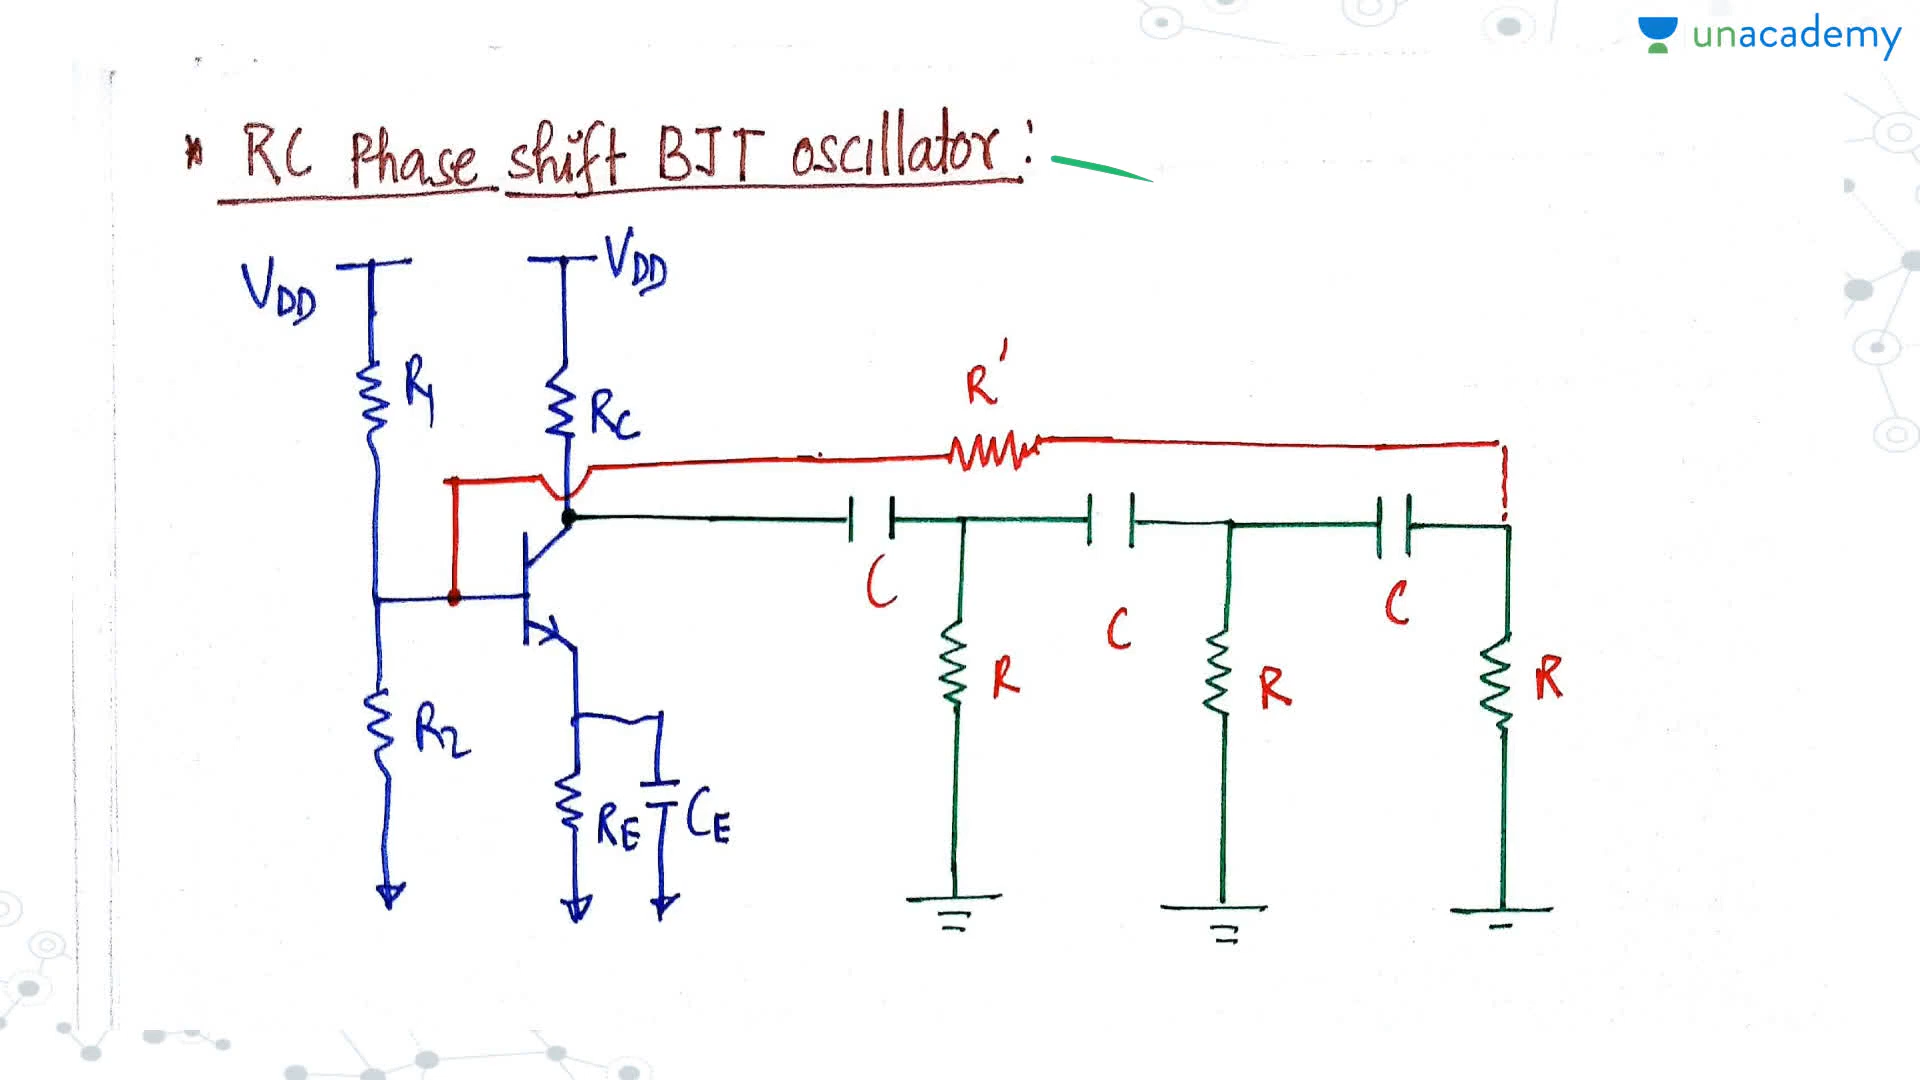 unacademy
* RC Phase shift BJT oscillator:
VDD
VDD
R1
RC
R'
C
C
C
R
R
R
R2
RE
CE